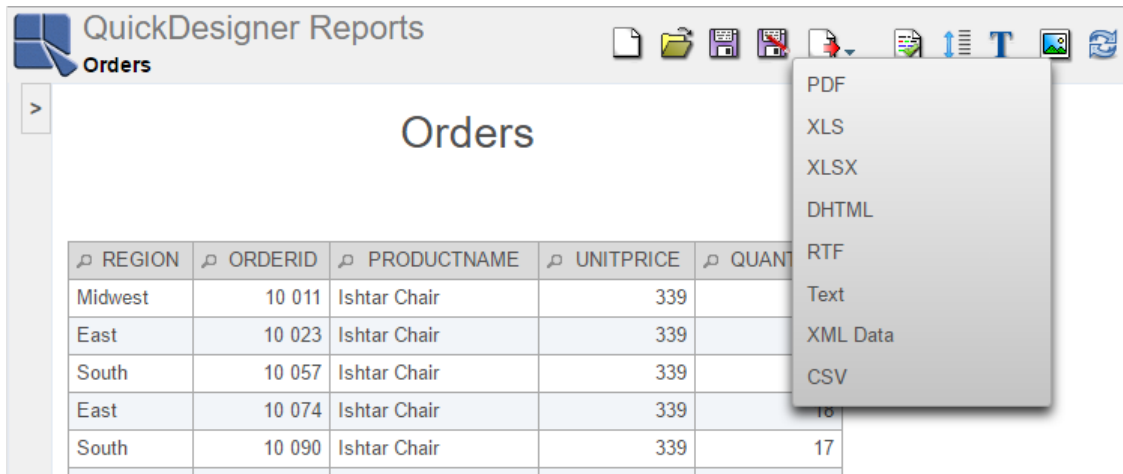 QuickDesigner Reports
Orders
>
T
PDF
XLS
XLSX
DHTML
RTF
Text
XML Data
CSV
Orders
REGION ORDERID PRODUCTNAME UNITPRICE QUANT
Midwest 10 011 Ishtar Chair 339
East 10 023 Ishtar Chair 339
South 10 057 Ishtar Chair 339
East 10 074 Ishtar Chair 339 18
South 10 090 Ishtar Chair 339 17